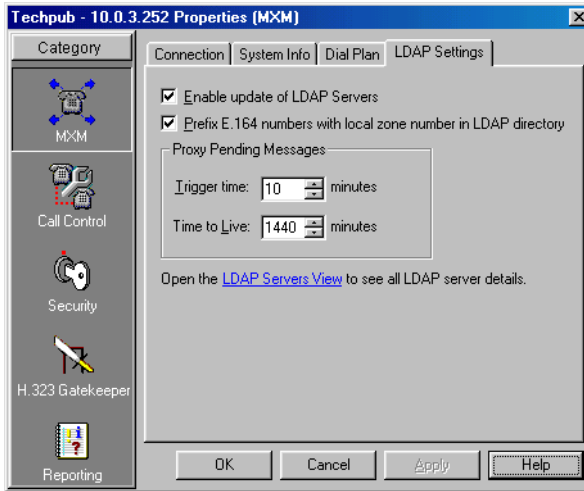 Techpub - 10.0.3.252 Properties (MXM)
Category
MXM
Call Control
Security
H.323 Gatekeeper
Reporting
Connection
System Info
Dial Plan
LDAP Settings
Enable update of LDAP Servers
Prefix E.164 numbers with local zone number in LDAP directory
Proxy Pending Messages
Trigger time: 10 minutes
Time to Live: 1440 minutes
Open the LDAP Servers View to see all LDAP server details.
OK
Cancel
Apply
Help